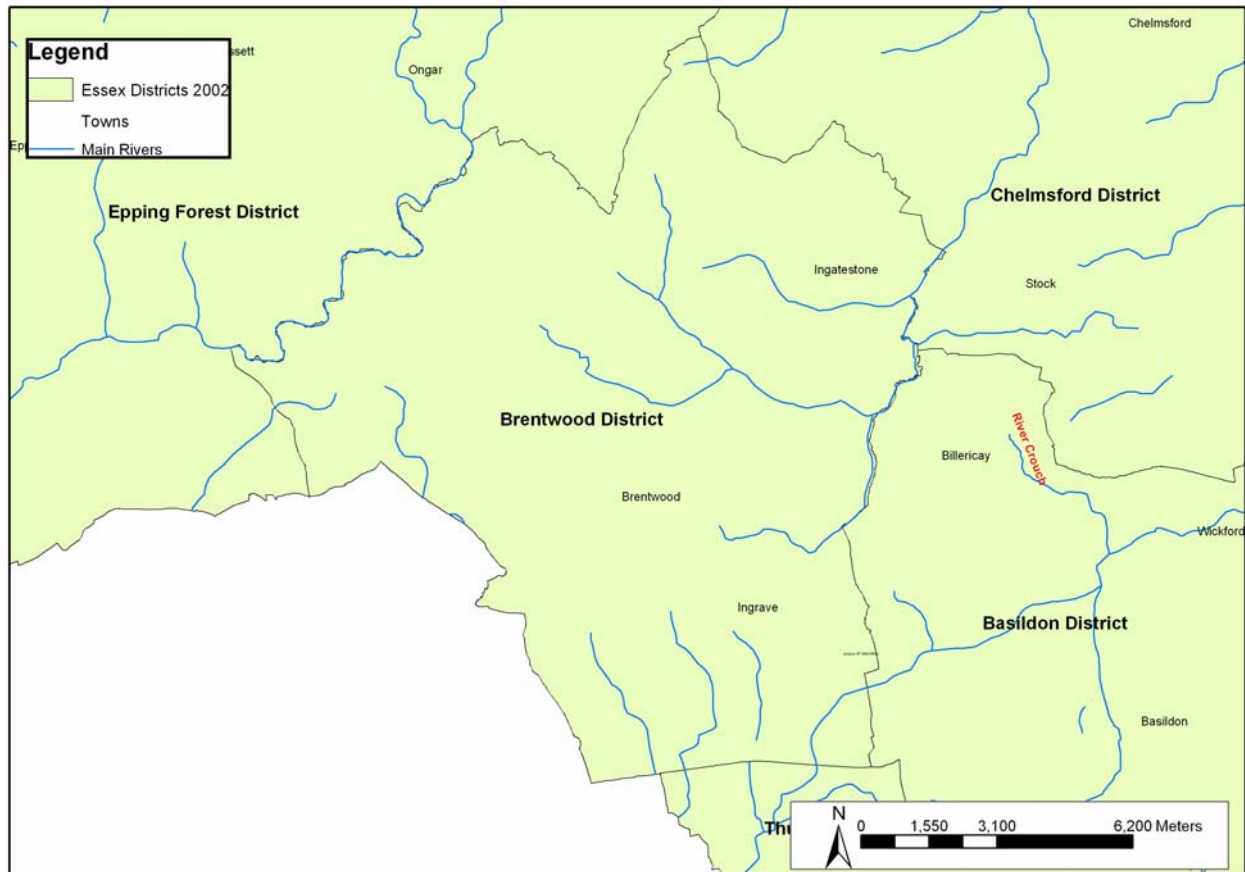 Chelmsford
Legend
ssett
Essex Districts 2002
Towns
Main Rivers
Ongar
Epp
Epping Forest District
Chelmsford District
Ingatestone
Stock
Brentwood District
River Crouch
Billericay
Brentwood
Wickford
Ingrave
Basildon District
Basildon
Thu
N
0 1,550 3,100 6,200 Meters